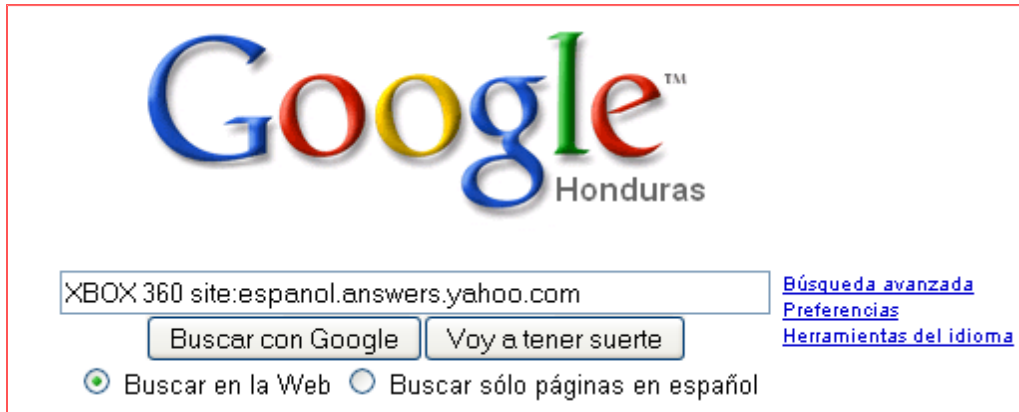 Google™
Honduras
XBOX 360 site:espanol.answers.yahoo.com
Búsqueda avanzada
Preferencias
Herramientas del idioma
Buscar con Google Voy a tener suerte
Buscar en la Web Buscar sólo páginas en español